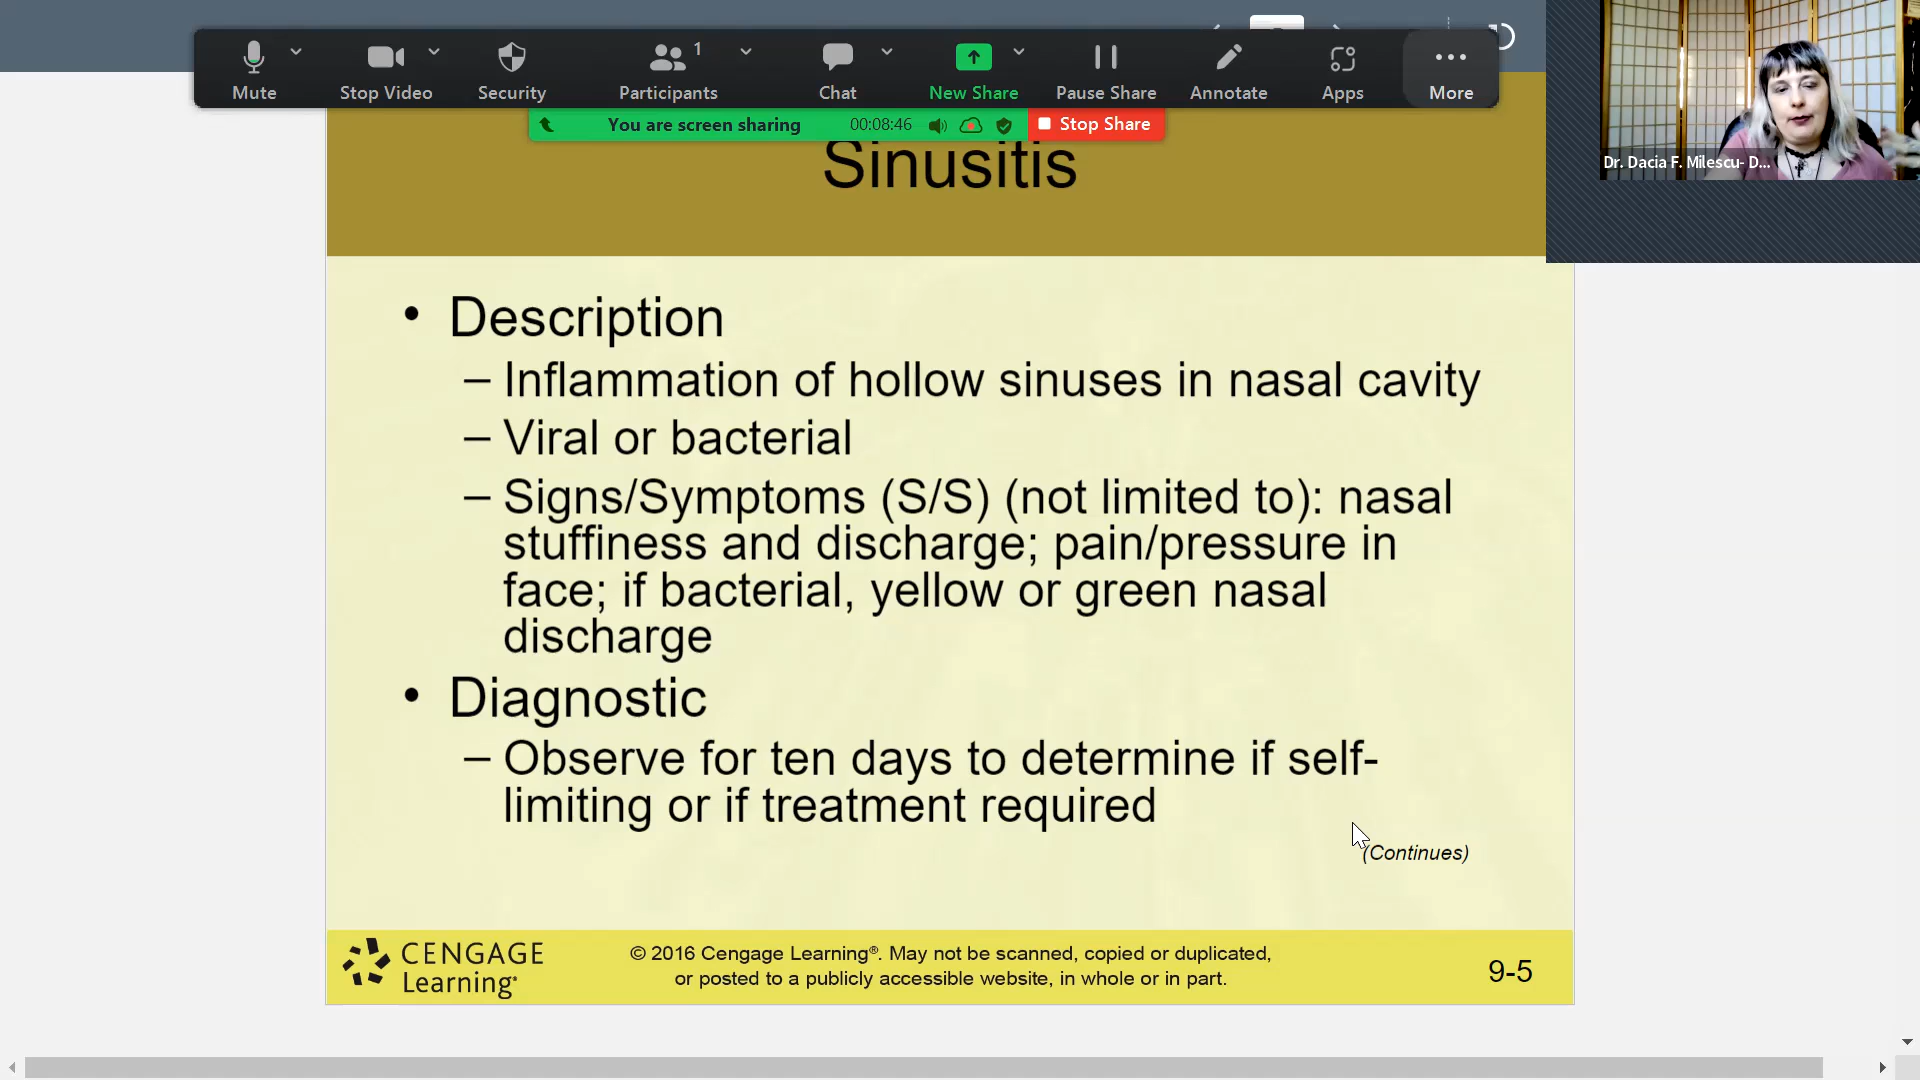 Mute
Stop Video
Security
Participants
1
Chat
New Share
Pause Share
Annotate
Apps
More
You are screen sharing 00:08:46 Stop Share
Dr. Dacia F. Milescu- D...
Sinusitis
• Description
– Inflammation of hollow sinuses in nasal cavity
– Viral or bacterial
– Signs/Symptoms (S/S) (not limited to): nasal
stuffiness and discharge; pain/pressure in
face; if bacterial, yellow or green nasal
discharge
• Diagnostic
– Observe for ten days to determine if self-
limiting or if treatment required
(Continues)
CENGAGE
Learning®
© 2016 Cengage Learning®. May not be scanned, copied or duplicated,
or posted to a publicly accessible website, in whole or in part.
9-5